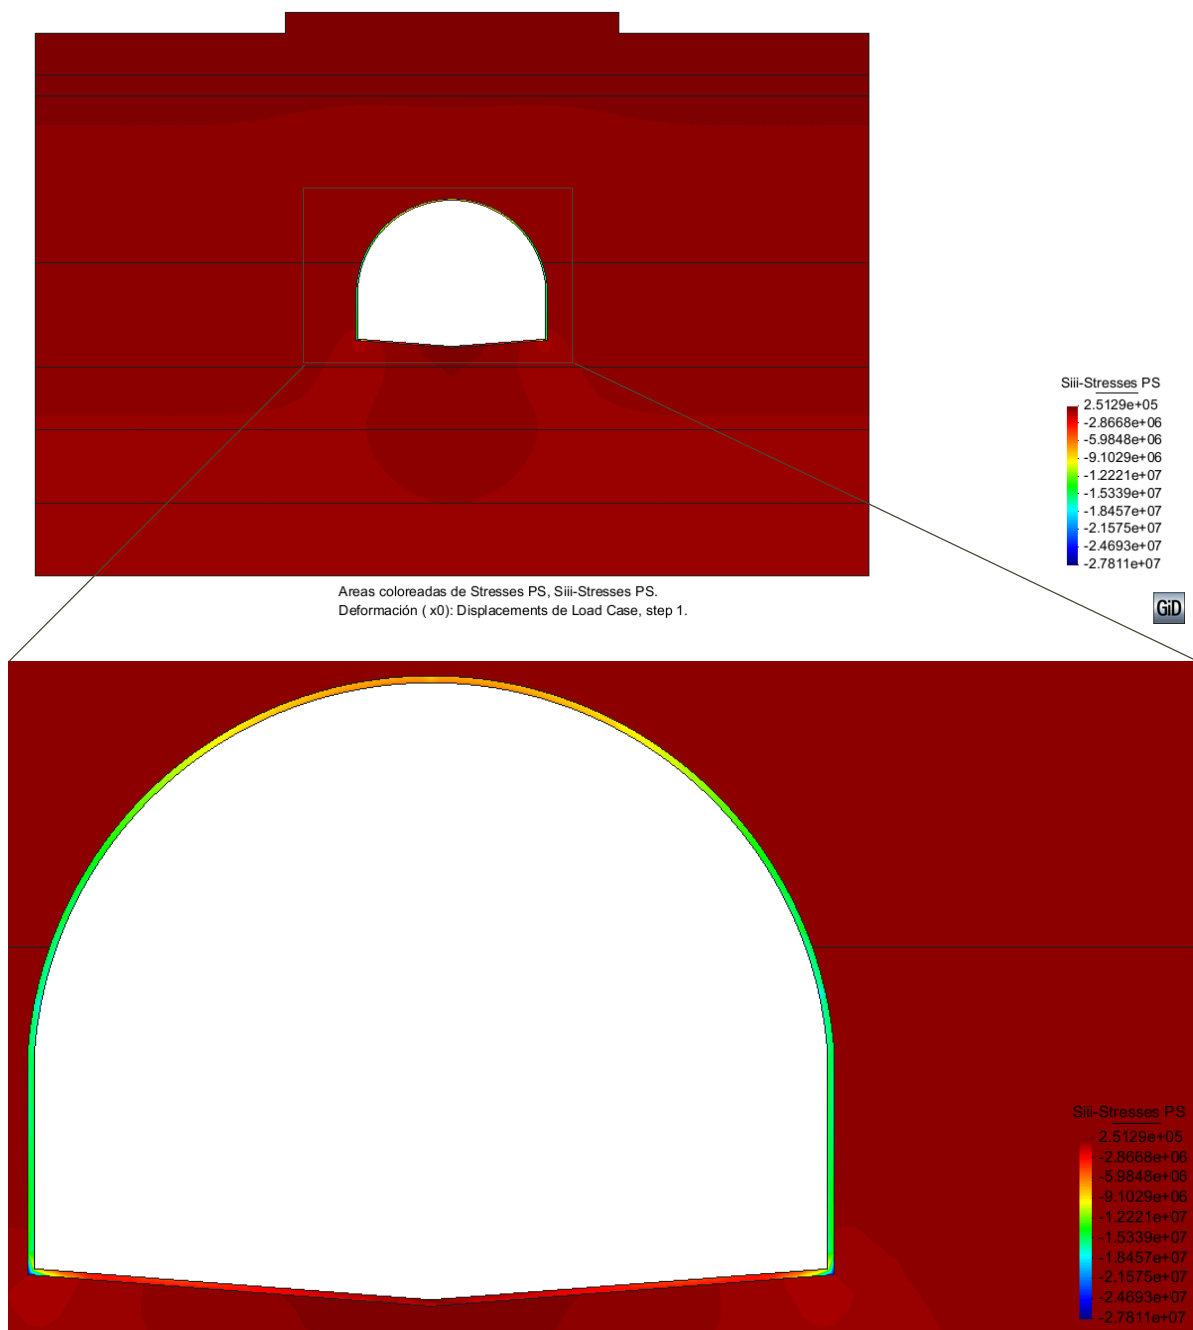 Siii-Stresses PS
2.5129e+05
-2.8668e+06
-5.9848e+06
-9.1029e+06
-1.2221e+07
-1.5339e+07
-1.8457e+07
-2.1575e+07
-2.4693e+07
-2.7811e+07
Areas coloreadas de Stresses PS, Siii-Stresses PS.
Deformación ( x0): Displacements de Load Case, step 1.
GiD
Siii-Stresses PS
2.5129e+05
-2.8668e+06
-5.9848e+06
-9.1029e+06
-1.2221e+07
-1.5339e+07
-1.8457e+07
-2.1575e+07
-2.4693e+07
-2.7811e+07